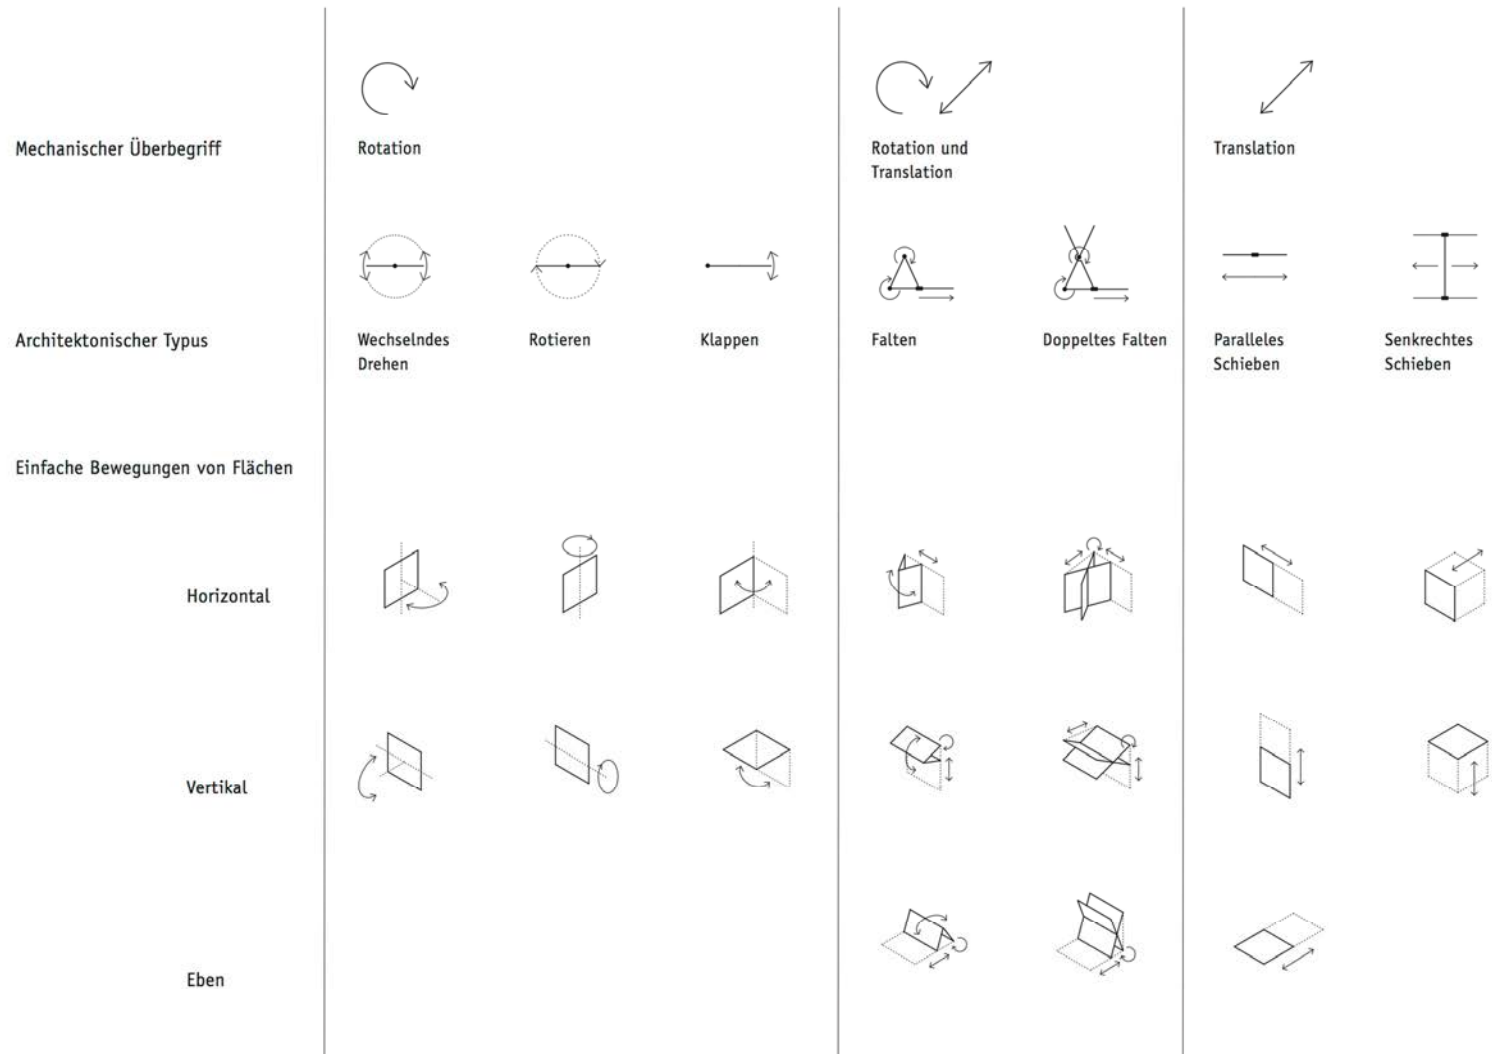 Mechanischer Überbegriff
Rotation
Rotation und
Translation
Translation
Architektonischer Typus
Wechselndes
Drehen
Rotieren
Klappen
Falten
Doppeltes Falten
Paralleles
Schieben
Senkrechtes
Schieben
Einfache Bewegungen von Flächen
Horizontal
Vertikal
Eben